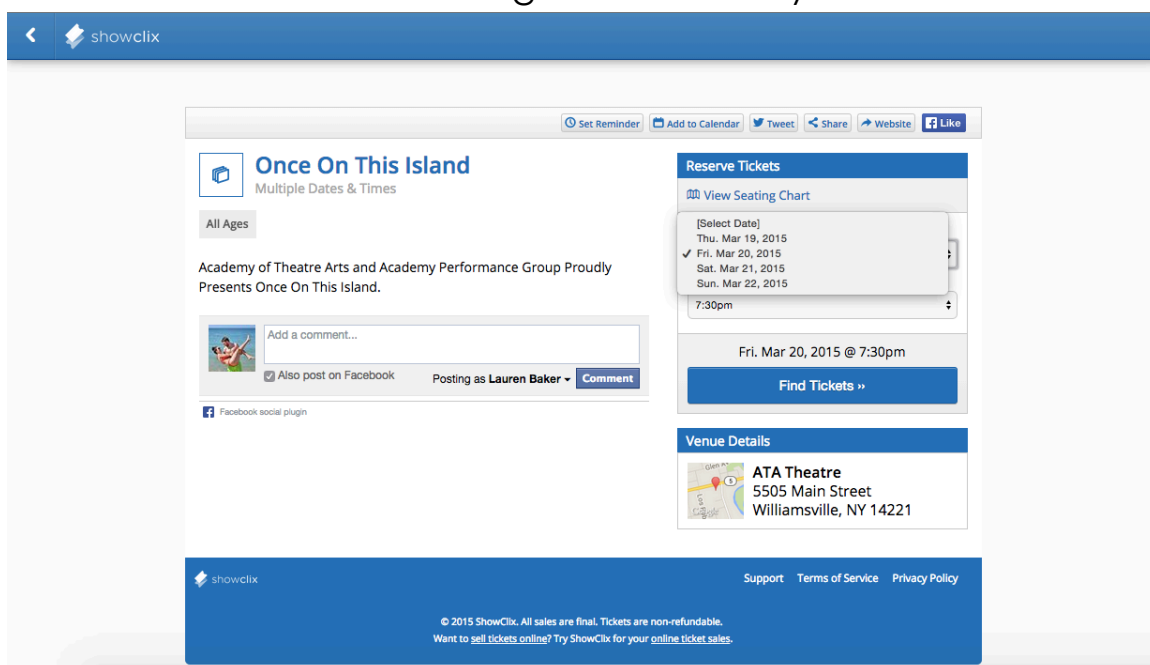 showclix
Set Reminder
Add to Calendar
Tweet
Share
Website
Like
Once On This Island
Multiple Dates & Times
All Ages
Academy of Theatre Arts and Academy Performance Group Proudly
Presents Once On This Island.
Add a comment...
Also post on Facebook
Posting as Lauren Baker
Comment
Facebook social plugin
Reserve Tickets
View Seating Chart
[Select Date]
Thu. Mar 19, 2015
✓ Fri. Mar 20, 2015
Sat. Mar 21, 2015
Sun. Mar 22, 2015
7:30pm
Fri. Mar 20, 2015 @ 7:30pm
Find Tickets »
Venue Details
ATA Theatre
5505 Main Street
Williamsville, NY 14221
showclix
Support Terms of Service Privacy Policy
© 2015 ShowClix. All sales are final. Tickets are non-refundable.
Want to sell tickets online? Try ShowClix for your online ticket sales.